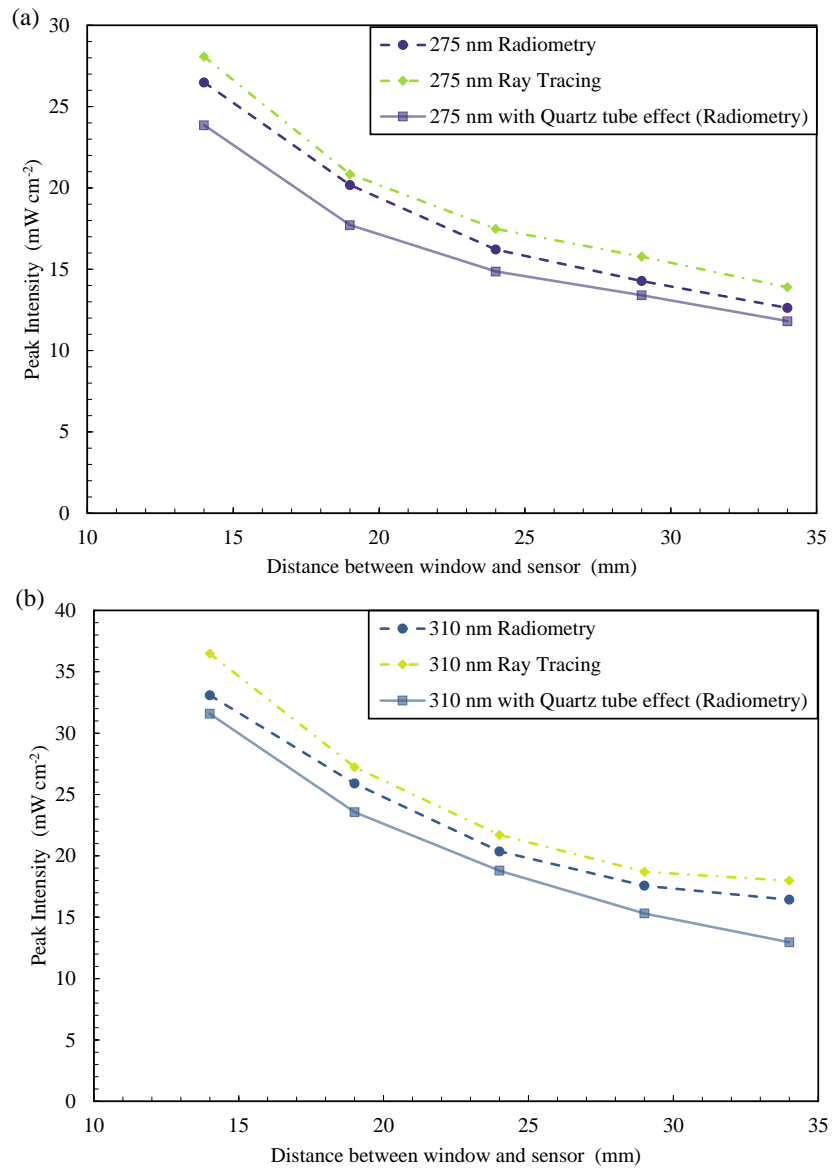 (a)
30
25
20
15
10
5
0
Peak Intensity (mW cm-2)
275 nm Radiometry
275 nm Ray Tracing
275 nm with Quartz tube effect (Radiometry)
10 15 20 25 30 35
Distance between window and sensor (mm)
(b)
40
35
30
25
20
15
10
5
0
Peak Intensity (mW cm-2)
310 nm Radiometry
310 nm Ray Tracing
310 nm with Quartz tube effect (Radiometry)
10 15 20 25 30 35
Distance between window and sensor (mm)